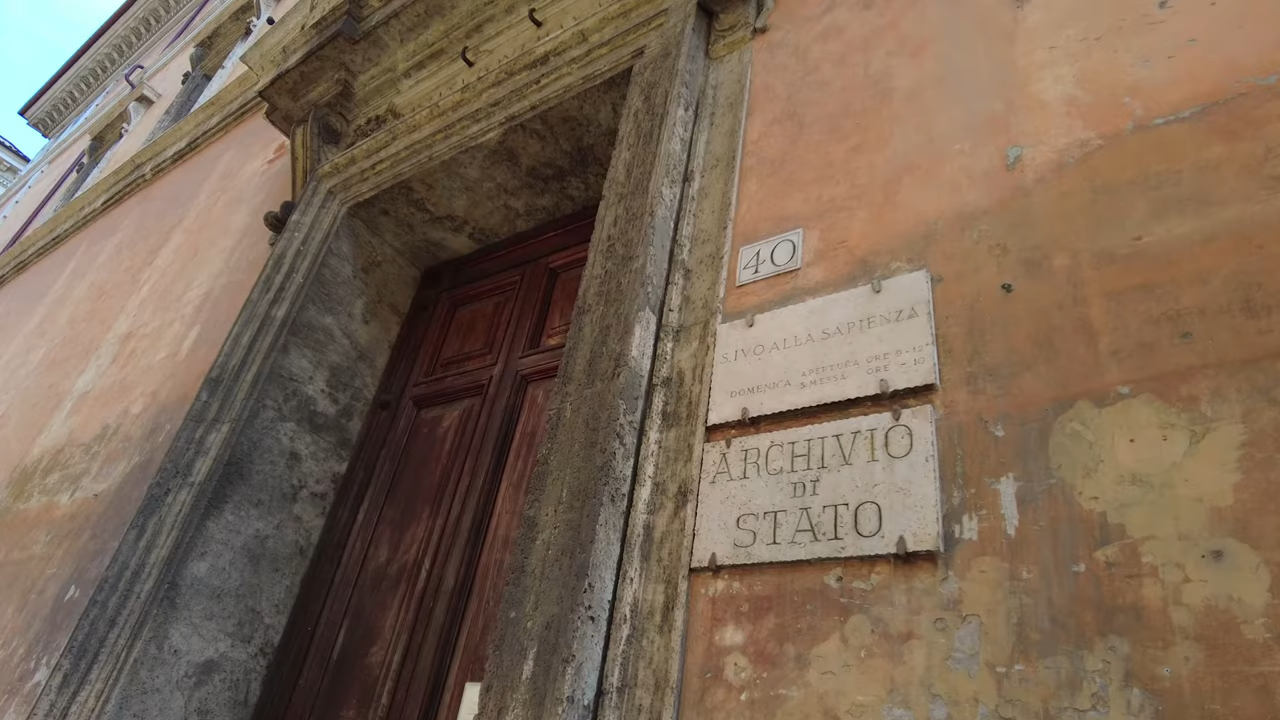 40
S.IVO ALLA SAPIENZA
APERTURA ORE 9-12
DOMENICA S.MESSA ORE - 10
ARCHIVIO
DI
STATO